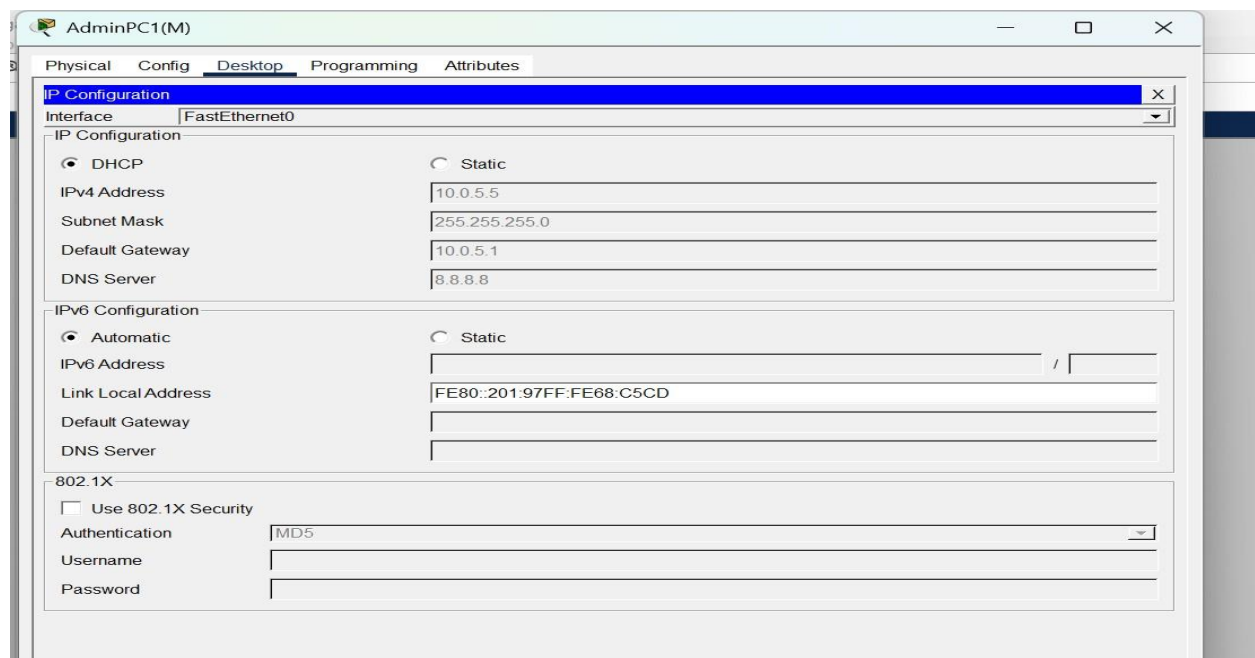 AdminPC1(M)
Physical Config Desktop Programming Attributes
IP Configuration X
Interface FastEthernet0
IP Configuration
DHCP Static
IPv4 Address 10.0.5.5
Subnet Mask 255.255.255.0
Default Gateway 10.0.5.1
DNS Server 8.8.8.8
IPv6 Configuration
Automatic Static
IPv6 Address /
Link Local Address FE80::201:97FF:FE68:C5CD
Default Gateway
DNS Server
802.1X
Use 802.1X Security
Authentication MD5
Username
Password